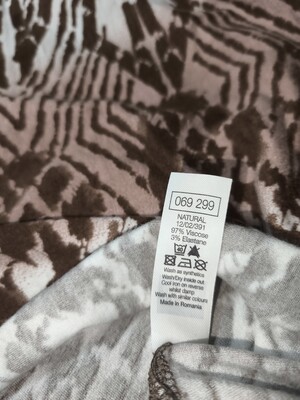 069 299
NATURAL
12/02/391
97% Viscose
3% Elastane
Wash as synthetics
Wash/Dry inside out
Cool iron on reverse
whilst damp
Wash with similar colours
Made in Romania